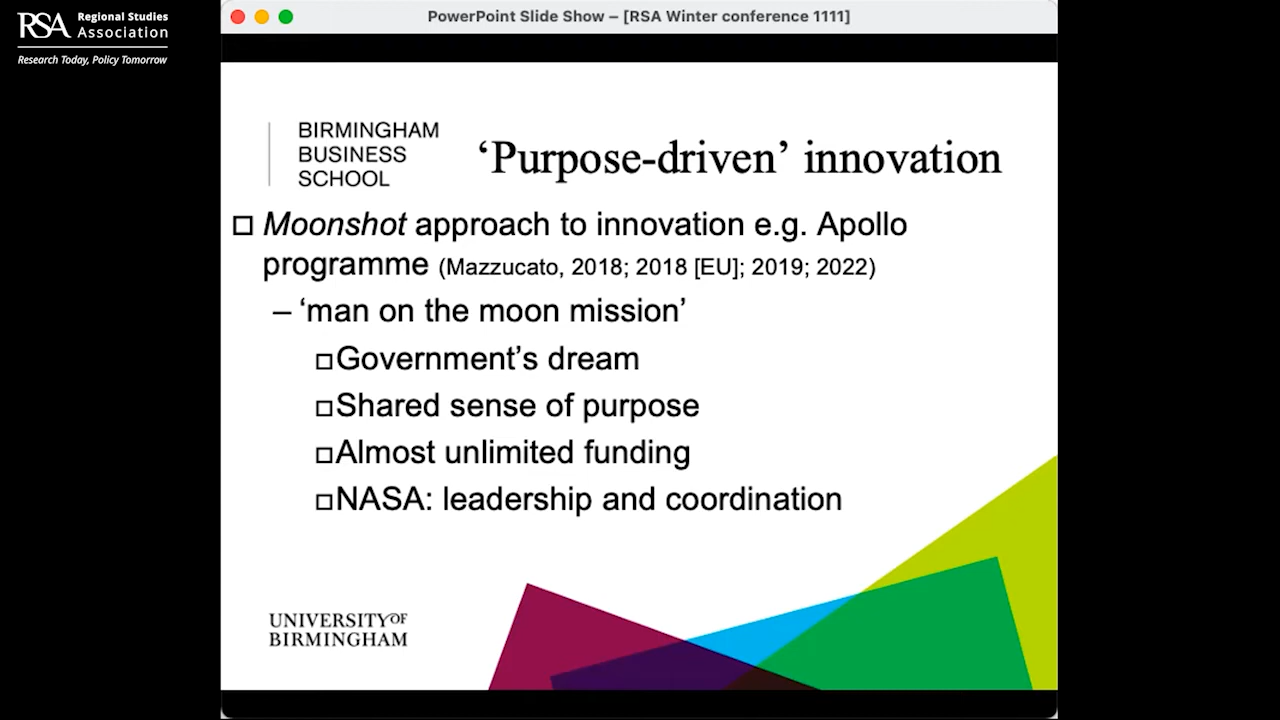 RSA Regional Studies Association
Research Today, Policy Tomorrow
PowerPoint Slide Show – [RSA Winter conference 1111]
BIRMINGHAM
BUSINESS
SCHOOL
‘Purpose-driven’ innovation
Moonshot approach to innovation e.g. Apollo
programme (Mazzucato, 2018; 2018 [EU]; 2019; 2022)
– ‘man on the moon mission’
Government’s dream
Shared sense of purpose
Almost unlimited funding
NASA: leadership and coordination
UNIVERSITY OF
BIRMINGHAM